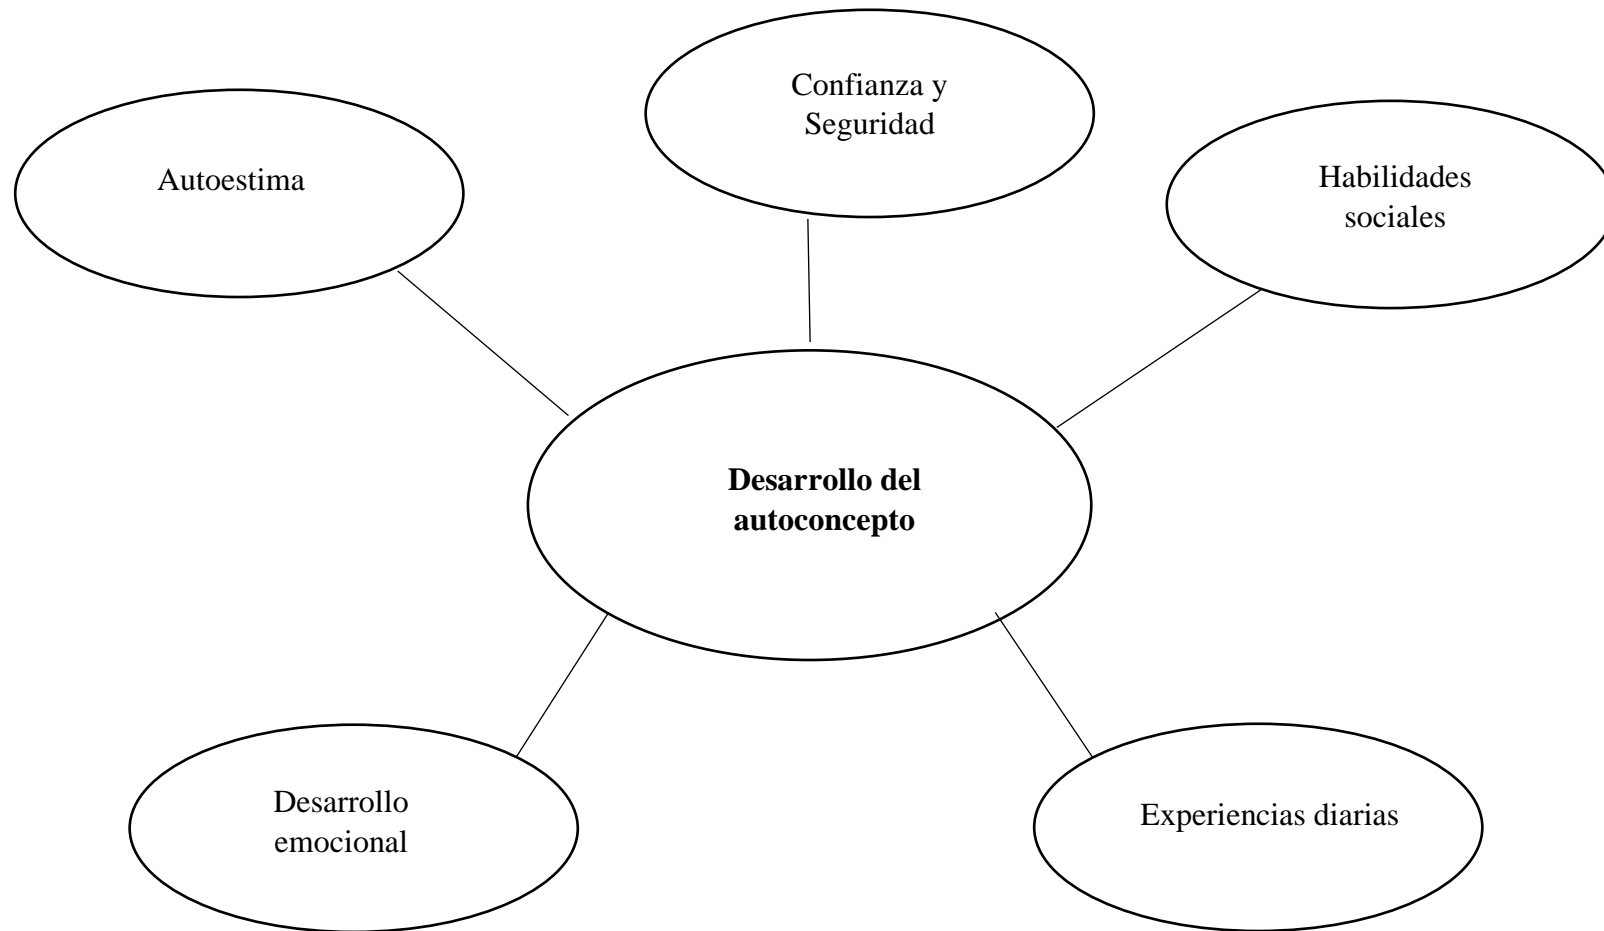 Confianza y
Seguridad
Autoestima
Habilidades
sociales
Desarrollo del
autoconcepto
Desarrollo
emocional
Experiencias diarias